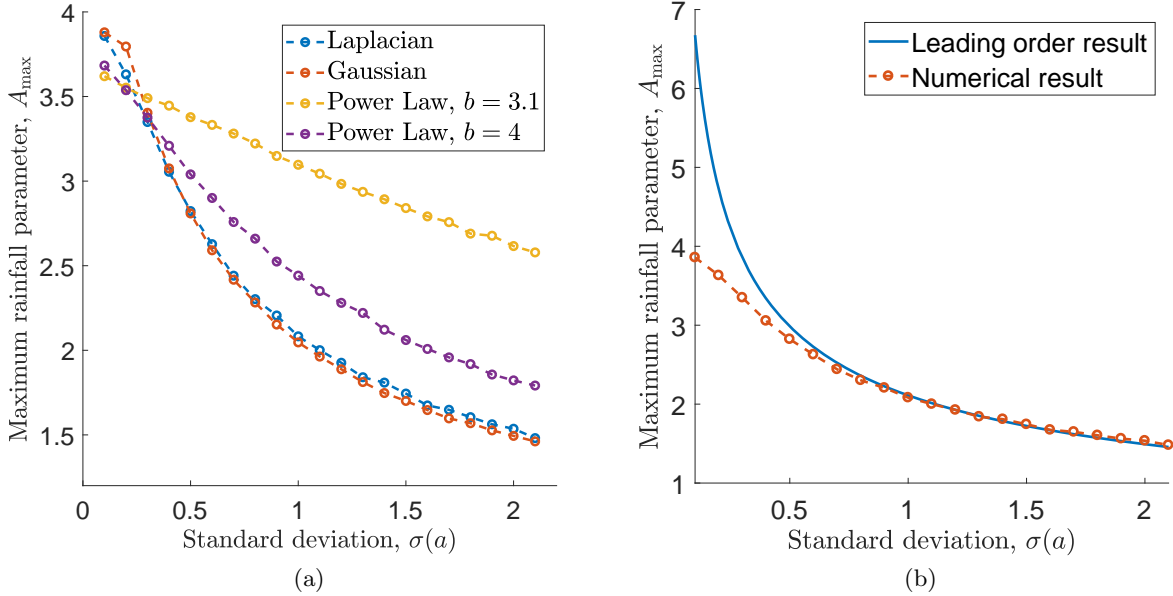 4
3.5
3
2.5
2
1.5
0
0.5
1
1.5
2
Maximum rainfall parameter, A_max
Standard deviation, σ(a)
Laplacian
Gaussian
Power Law, b = 3.1
Power Law, b = 4
(a)
7
6
5
4
3
2
1
0.5
1
1.5
2
Maximum rainfall parameter, A_max
Standard deviation, σ(a)
Leading order result
Numerical result
(b)